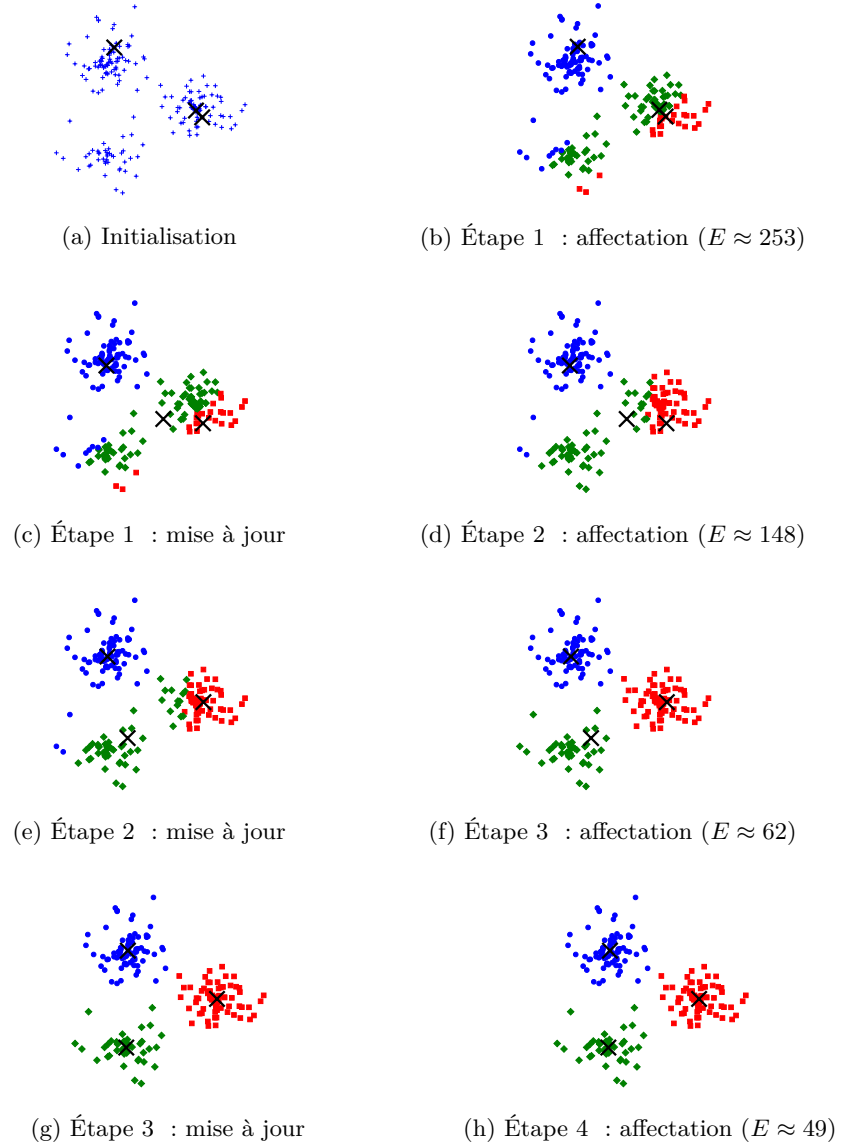 (a) Initialisation
(b) Étape 1 : affectation (E ≈ 253)
(c) Étape 1 : mise à jour
(d) Étape 2 : affectation (E ≈ 148)
(e) Étape 2 : mise à jour
(f) Étape 3 : affectation (E ≈ 62)
(g) Étape 3 : mise à jour
(h) Étape 4 : affectation (E ≈ 49)